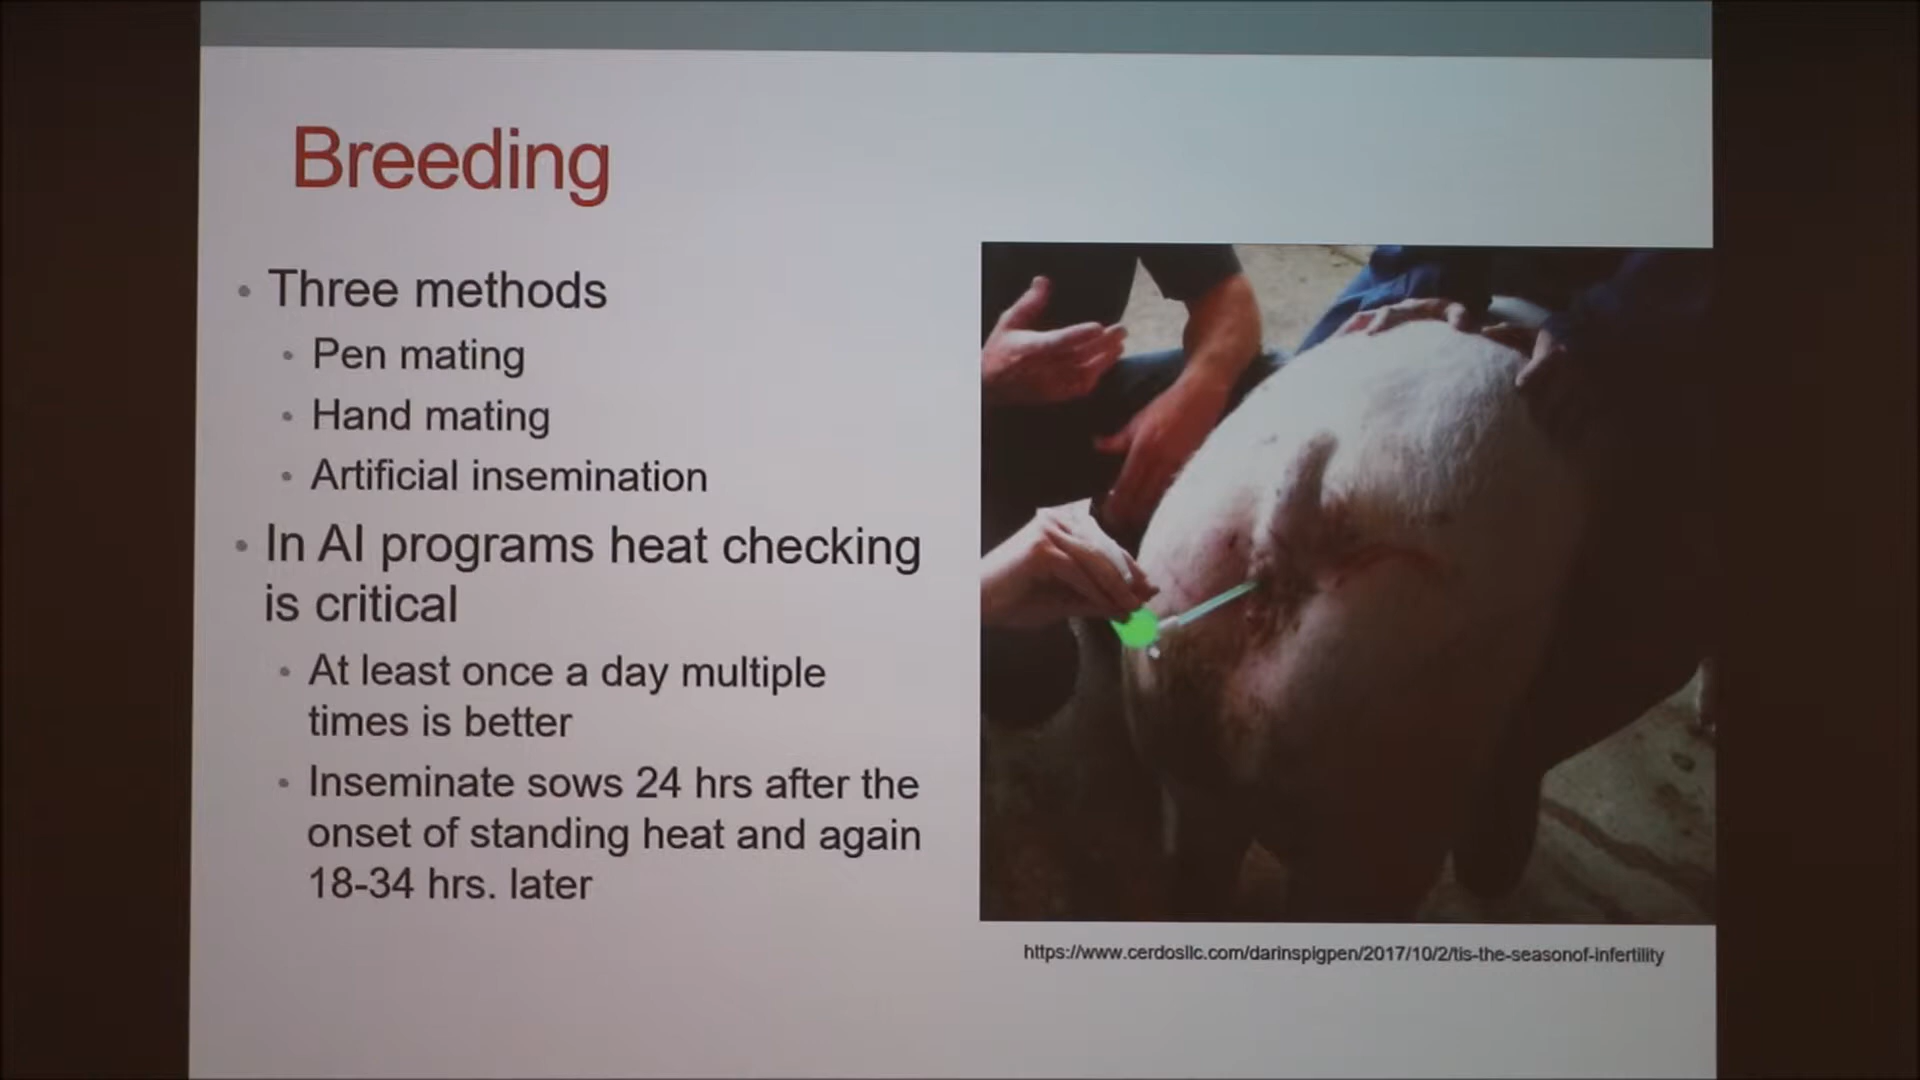 Breeding
• Three methods
• Pen mating
• Hand mating
• Artificial insemination
• In AI programs heat checking
is critical
• At least once a day multiple
times is better
• Inseminate sows 24 hrs after the
onset of standing heat and again
18-34 hrs. later
https://www.cerdosllc.com/darinspigpen/2017/10/2/tis-the-seasonof-infertility